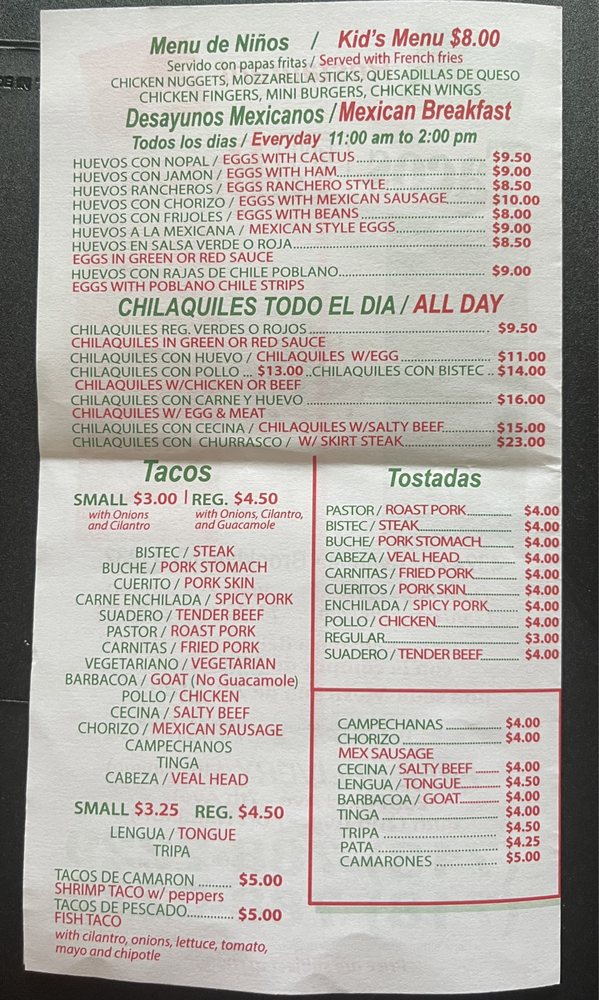 Menu de Niños / Kid's Menu $8.00
Servido con papas fritas / Served with French fries
CHICKEN NUGGETS, MOZZARELLA STICKS, QUESADILLAS DE QUESO
CHICKEN FINGERS, MINI BURGERS, CHICKEN WINGS
Desayunos Mexicanos / Mexican Breakfast
Todos los dias / Everyday 11:00 am to 2:00 pm
HUEVOS CON NOPAL / EGGS WITH CACTUS $9.50
HUEVOS CON JAMON / EGGS WITH HAM $9.00
HUEVOS RANCHEROS / EGGS RANCHERO STYLE $8.50
HUEVOS CON CHORIZO / EGGS WITH MEXICAN SAUSAGE $10.00
HUEVOS CON FRIJOLES / EGGS WITH BEANS $8.00
HUEVOS A LA MEXICANA / MEXICAN STYLE EGGS $9.00
HUEVOS EN SALSA VERDE O ROJA $8.50
EGGS IN GREEN OR RED SAUCE
HUEVOS CON RAJAS DE CHILE POBLANO $9.00
EGGS WITH POBLANO CHILE STRIPS
CHILAQUILES TODO EL DIA / ALL DAY
CHILAQUILES REG. VERDES O ROJOS $9.50
CHILAQUILES IN GREEN OR RED SAUCE
CHILAQUILES CON HUEVO / CHILAQUILES W/EGG $11.00
CHILAQUILES CON POLLO ... $13.00 ..CHILAQUILES CON BISTEC .. $14.00
CHILAQUILES W/CHICKEN OR BEEF
CHILAQUILES CON CARNE Y HUEVO $16.00
CHILAQUILES W/ EGG & MEAT
CHILAQUILES CON CECINA / CHILAQUILES W/SALTY BEEF $15.00
CHILAQUILES CON CHURRASCO / W/ SKIRT STEAK $23.00
Tacos
SMALL $3.00 | REG. $4.50
with Onions with Onions, Cilantro,
and Cilantro and Guacamole
BISTEC / STEAK
BUCHE / PORK STOMACH
CUERITO / PORK SKIN
CARNE ENCHILADA / SPICY PORK
SUADERO / TENDER BEEF
PASTOR / ROAST PORK
CARNITAS / FRIED PORK
VEGETARIANO / VEGETARIAN
BARBACOA / GOAT (No Guacamole)
POLLO / CHICKEN
CECINA / SALTY BEEF
CHORIZO / MEXICAN SAUSAGE
CAMPECHANOS
TINGA
CABEZA / VEAL HEAD
SMALL $3.25 REG. $4.50
LENGUA / TONGUE
TRIPA
TACOS DE CAMARON $5.00
SHRIMP TACO w/ peppers
TACOS DE PESCADO $5.00
FISH TACO
with cilantro, onions, lettuce, tomato,
mayo and chipotle
Tostadas
PASTOR / ROAST PORK $4.00
BISTEC / STEAK $4.00
BUCHE/ PORK STOMACH $4.00
CABEZA / VEAL HEAD $4.00
CARNITAS / FRIED PORK $4.00
CUERITOS / PORK SKIN $4.00
ENCHILADA / SPICY PORK $4.00
POLLO / CHICKEN $4.00
REGULAR $3.00
SUADERO / TENDER BEEF $4.00
CAMPECHANAS $4.00
CHORIZO $4.00
MEX SAUSAGE
CECINA / SALTY BEEF $4.00
LENGUA / TONGUE $4.50
BARBACOA / GOAT $4.00
TINGA $4.00
TRIPA $4.50
PATA $4.25
CAMARONES $5.00